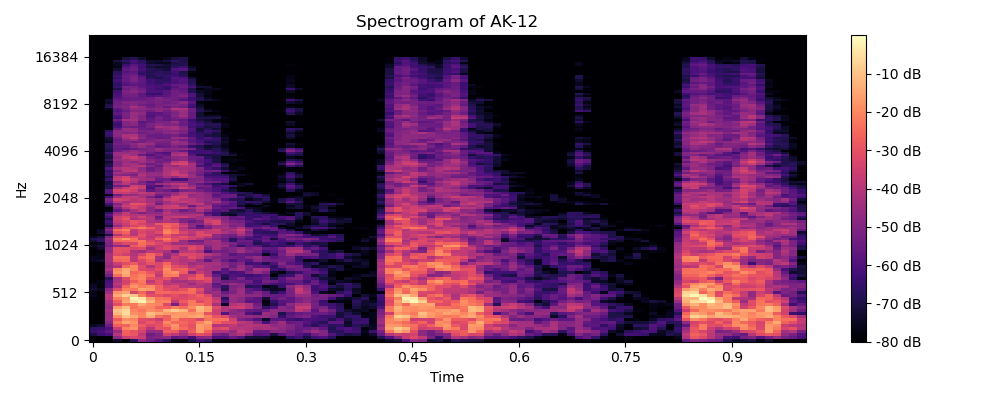 Spectrogram of AK-12
Hz
16384
8192
4096
2048
1024
512
0
0
0.15
0.3
0.45
0.6
0.75
0.9
Time
-10 dB
-20 dB
-30 dB
-40 dB
-50 dB
-60 dB
-70 dB
-80 dB